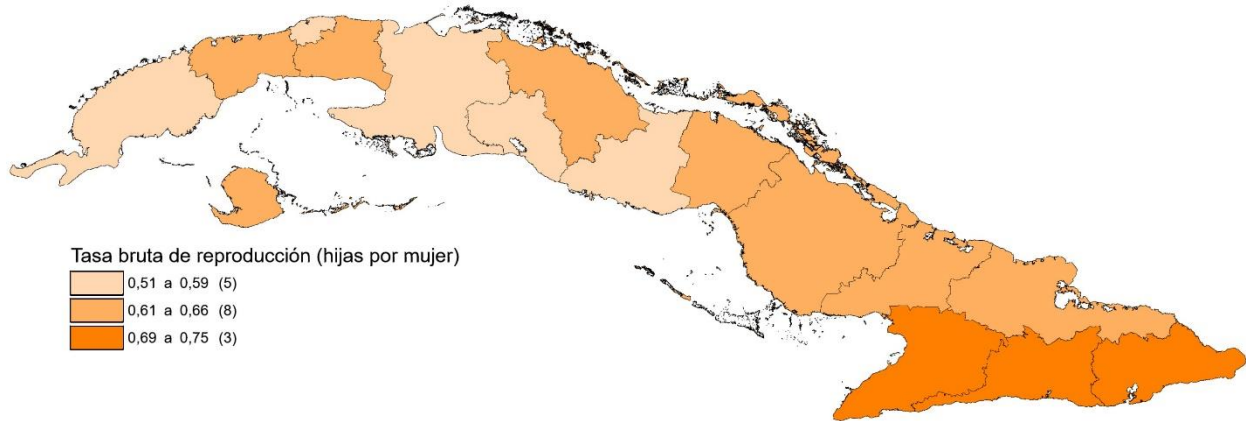 Tasa bruta de reproducción (hijas por mujer)
0,51 a 0,59 (5)
0,61 a 0,66 (8)
0,69 a 0,75 (3)